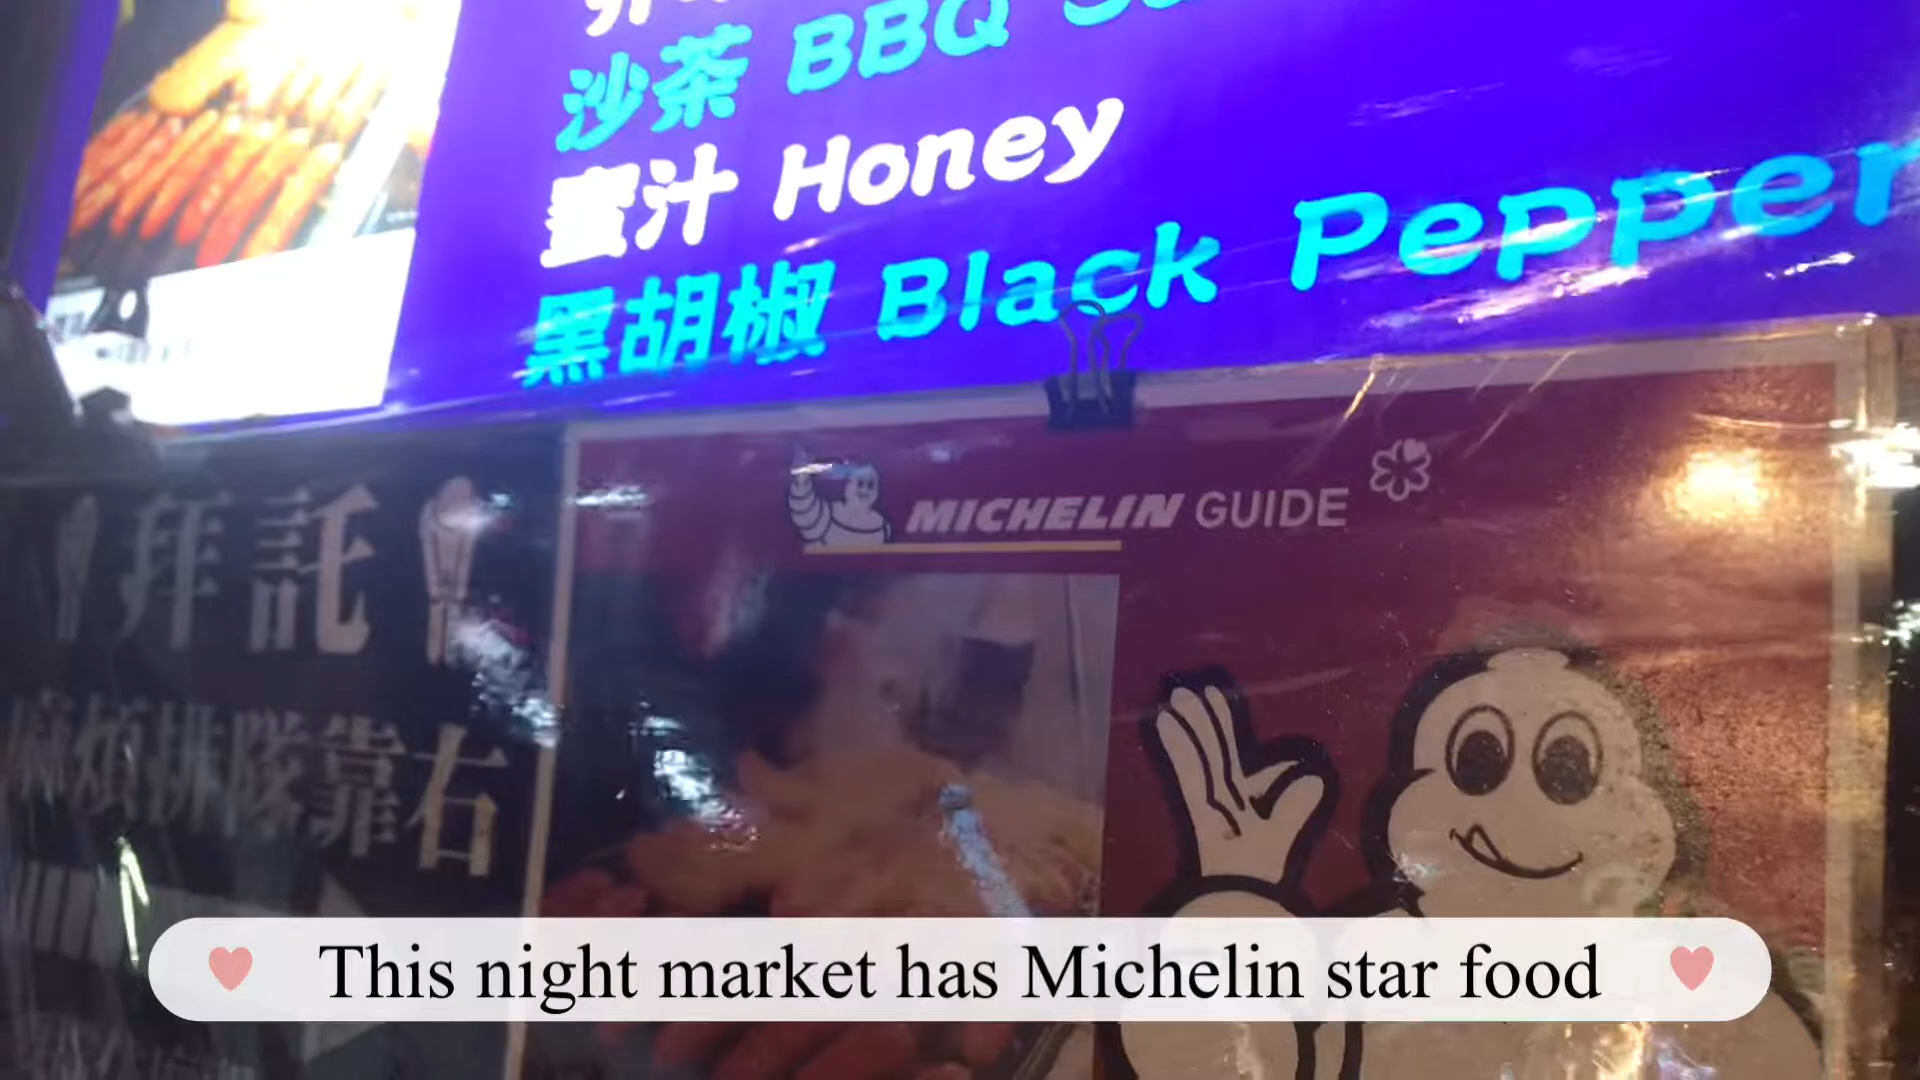 沙茶 BBQ
蜜汁 Honey
黑胡椒 Black Pepper
MICHELIN GUIDE
拜託
麻煩排隊靠右
This night market has Michelin star food